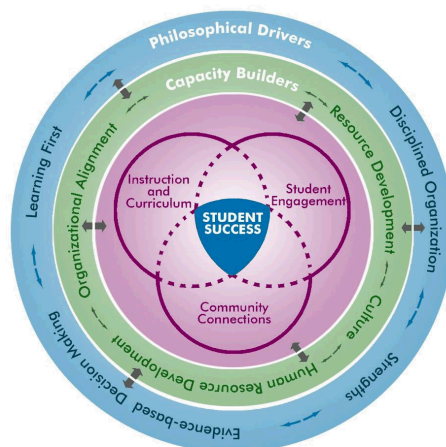 Philosophical Drivers
Disciplined Organization
Strengths
Evidence-based Decision Making
Learning First
Capacity Builders
Resource Development
Culture
Human Resource Development
Organizational Alignment
Instruction
and
Curriculum
Student
Engagement
STUDENT
SUCCESS
Community
Connections